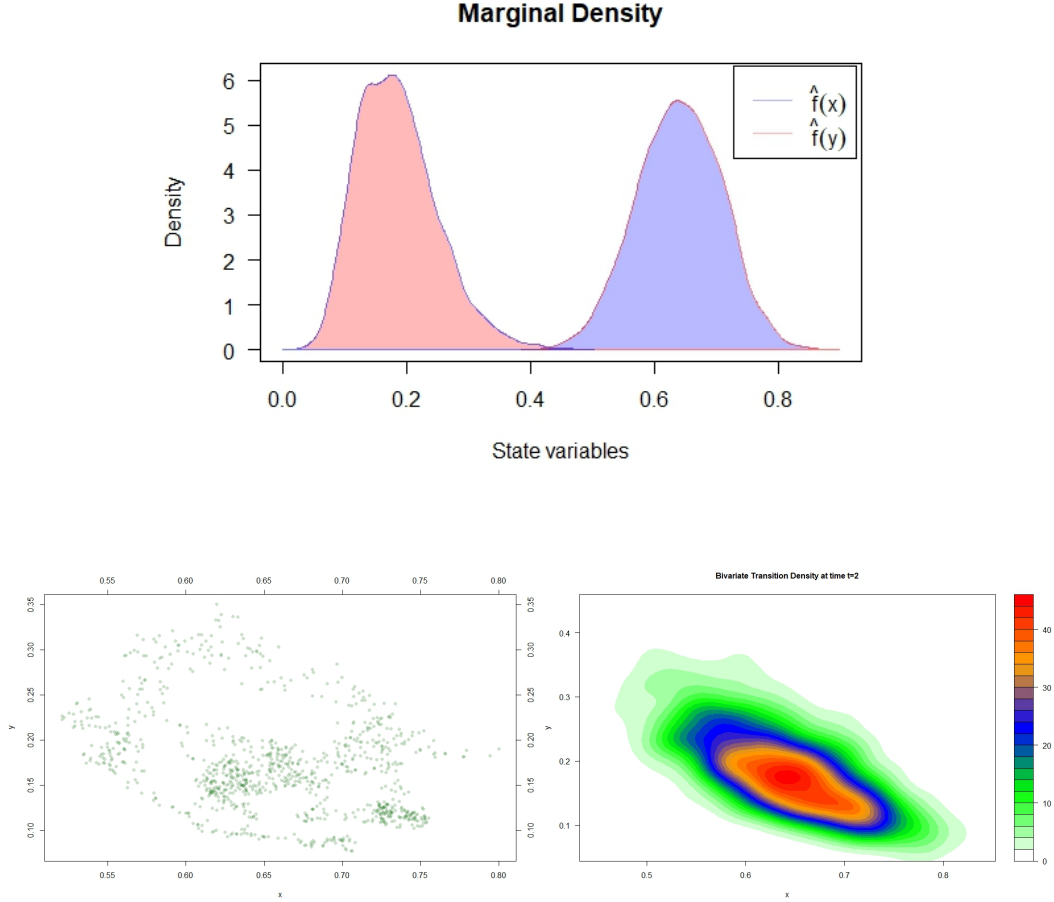 Marginal Density
f̂(x)
f̂(y)
Density
6
5
4
3
2
1
0
0.0 0.2 0.4 0.6 0.8
State variables
0.55 0.60 0.65 0.70 0.75 0.80
y
0.35
0.30
0.25
0.20
0.15
0.10
0.35
0.30
0.25
0.20
0.15
0.10
0.55 0.60 0.65 0.70 0.75 0.80
x
Bivariate Transition Density at time t=2
y
0.4
0.3
0.2
0.1
0.5 0.6 0.7 0.8
x
40
30
20
10
0